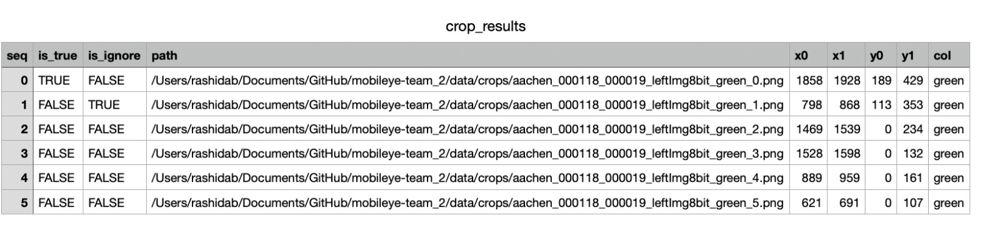 crop_results
seq is_true is_ignore path x0 x1 y0 y1 col
0 TRUE FALSE /Users/rashidab/Documents/GitHub/mobileye-team_2/data/crops/aachen_000118_000019_leftImg8bit_green_0.png 1858 1928 189 429 green
1 FALSE TRUE /Users/rashidab/Documents/GitHub/mobileye-team_2/data/crops/aachen_000118_000019_leftImg8bit_green_1.png 798 868 113 353 green
2 FALSE FALSE /Users/rashidab/Documents/GitHub/mobileye-team_2/data/crops/aachen_000118_000019_leftImg8bit_green_2.png 1469 1539 0 234 green
3 FALSE FALSE /Users/rashidab/Documents/GitHub/mobileye-team_2/data/crops/aachen_000118_000019_leftImg8bit_green_3.png 1528 1598 0 132 green
4 FALSE FALSE /Users/rashidab/Documents/GitHub/mobileye-team_2/data/crops/aachen_000118_000019_leftImg8bit_green_4.png 889 959 0 161 green
5 FALSE FALSE /Users/rashidab/Documents/GitHub/mobileye-team_2/data/crops/aachen_000118_000019_leftImg8bit_green_5.png 621 691 0 107 green